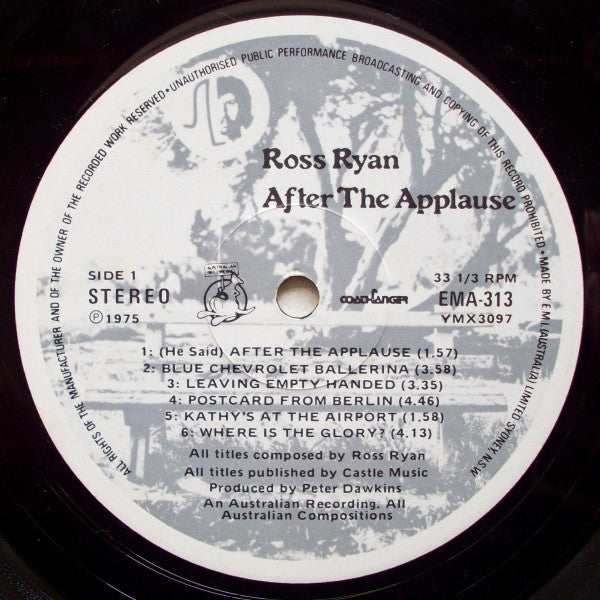 ALL RIGHTS OF THE MANUFACTURER AND OF THE OWNER OF THE RECORDED WORK RESERVED • UNAUTHORISED PUBLIC PERFORMANCE BROADCASTING AND COPYING OF THIS RECORD PROHIBITED • MADE BY E.M.I. (AUSTRALIA) LIMITED SYDNEY N.S.W.
Ross Ryan
After The Applause
SIDE 1
STEREO
℗ 1975
COATHANGER
33 1/3 RPM
EMA-313
YMX3097
1: (He Said) AFTER THE APPLAUSE (1.57)
2: BLUE CHEVROLET BALLERINA (3.58)
3: LEAVING EMPTY HANDED (3.35)
4: POSTCARD FROM BERLIN (4.46)
5: KATHY'S AT THE AIRPORT (1.58)
6: WHERE IS THE GLORY? (4.13)
All titles composed by Ross Ryan
All titles published by Castle Music
Produced by Peter Dawkins
An Australian Recording. All
Australian Compositions